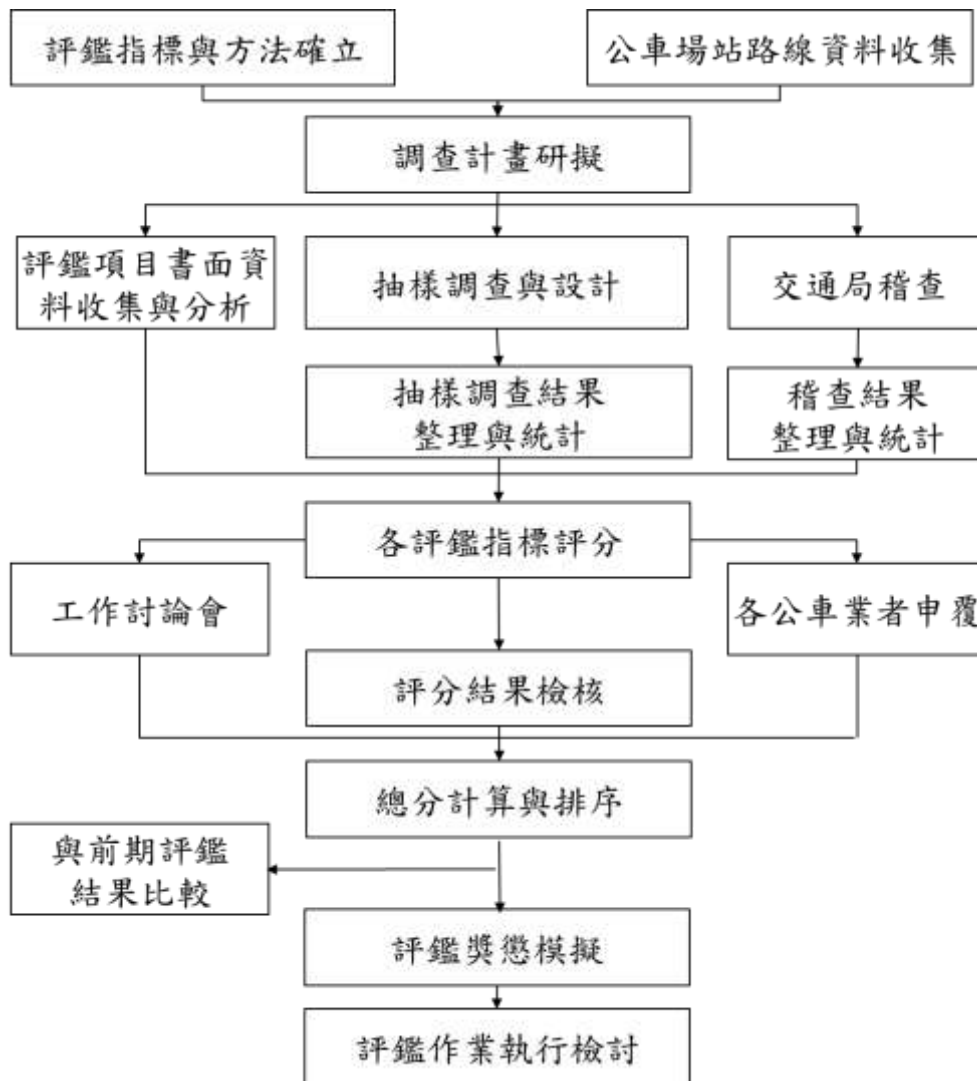 評鑑指標與方法確立
公車場站路線資料收集
調查計畫研擬
評鑑項目書面資
料收集與分析
抽樣調查與設計
交通局稽查
抽樣調查結果
整理與統計
稽查結果
整理與統計
各評鑑指標評分
工作討論會
各公車業者申覆
評分結果檢核
總分計算與排序
與前期評鑑
結果比較
評鑑獎懲模擬
評鑑作業執行檢討